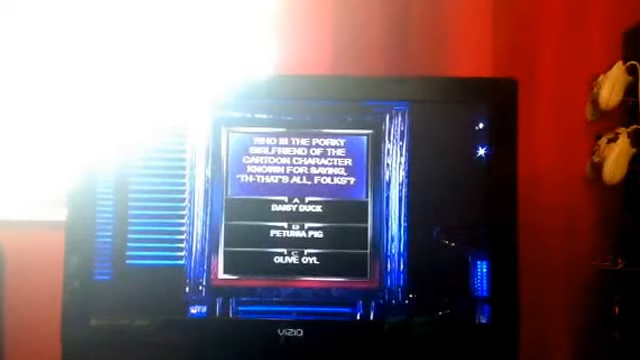 WHO IS THE PORKY
GIRLFRIEND OF THE
CARTOON CHARACTER
KNOWN FOR SAYING,
"TH-THAT'S ALL, FOLKS"?
A
DAISY DUCK
B
PETUNIA PIG
C
OLIVE OYL
VIZIO